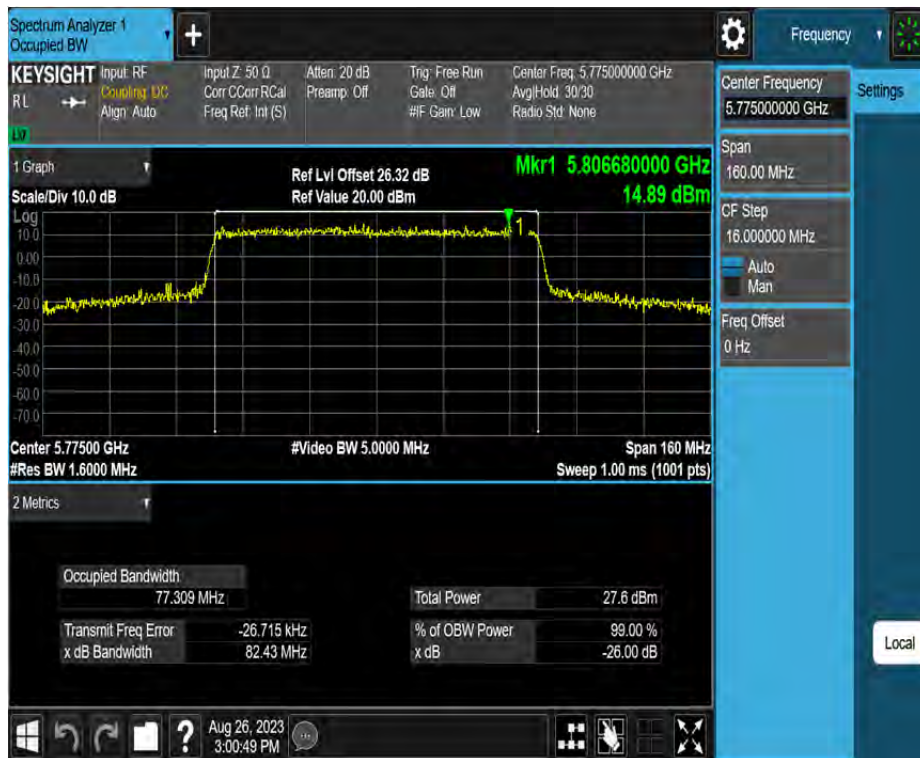 Spectrum Analyzer 1
Occupied BW
+
Frequency
KEYSIGHT
RL
Input: RF
Coupling: DC
Align: Auto
Input Z: 50 Ω
Corr CCorr RCal
Freq Ref: Int (S)
Atten: 20 dB
Preamp: Off
Trig: Free Run
Gate: Off
#IF Gain: Low
Center Freq: 5.775000000 GHz
Avg|Hold: 30/30
Radio Std: None
1 Graph
Scale/Div 10.0 dB
Ref Lvl Offset 26.32 dB
Ref Value 20.00 dBm
Mkr1 5.806680000 GHz
14.89 dBm
Log
10.0
0.00
-10.0
-20.0
-30.0
-40.0
-50.0
-60.0
-70.0
1
Center 5.77500 GHz
#Res BW 1.6000 MHz
#Video BW 5.0000 MHz
Span 160 MHz
Sweep 1.00 ms (1001 pts)
2 Metrics
Occupied Bandwidth
77.309 MHz
Transmit Freq Error -26.715 kHz
x dB Bandwidth 82.43 MHz
Total Power 27.6 dBm
% of OBW Power 99.00 %
x dB -26.00 dB
Center Frequency
5.775000000 GHz
Span
160.00 MHz
CF Step
16.000000 MHz
Auto
Man
Freq Offset
0 Hz
Settings
Local
?
Aug 26, 2023
3:00:49 PM